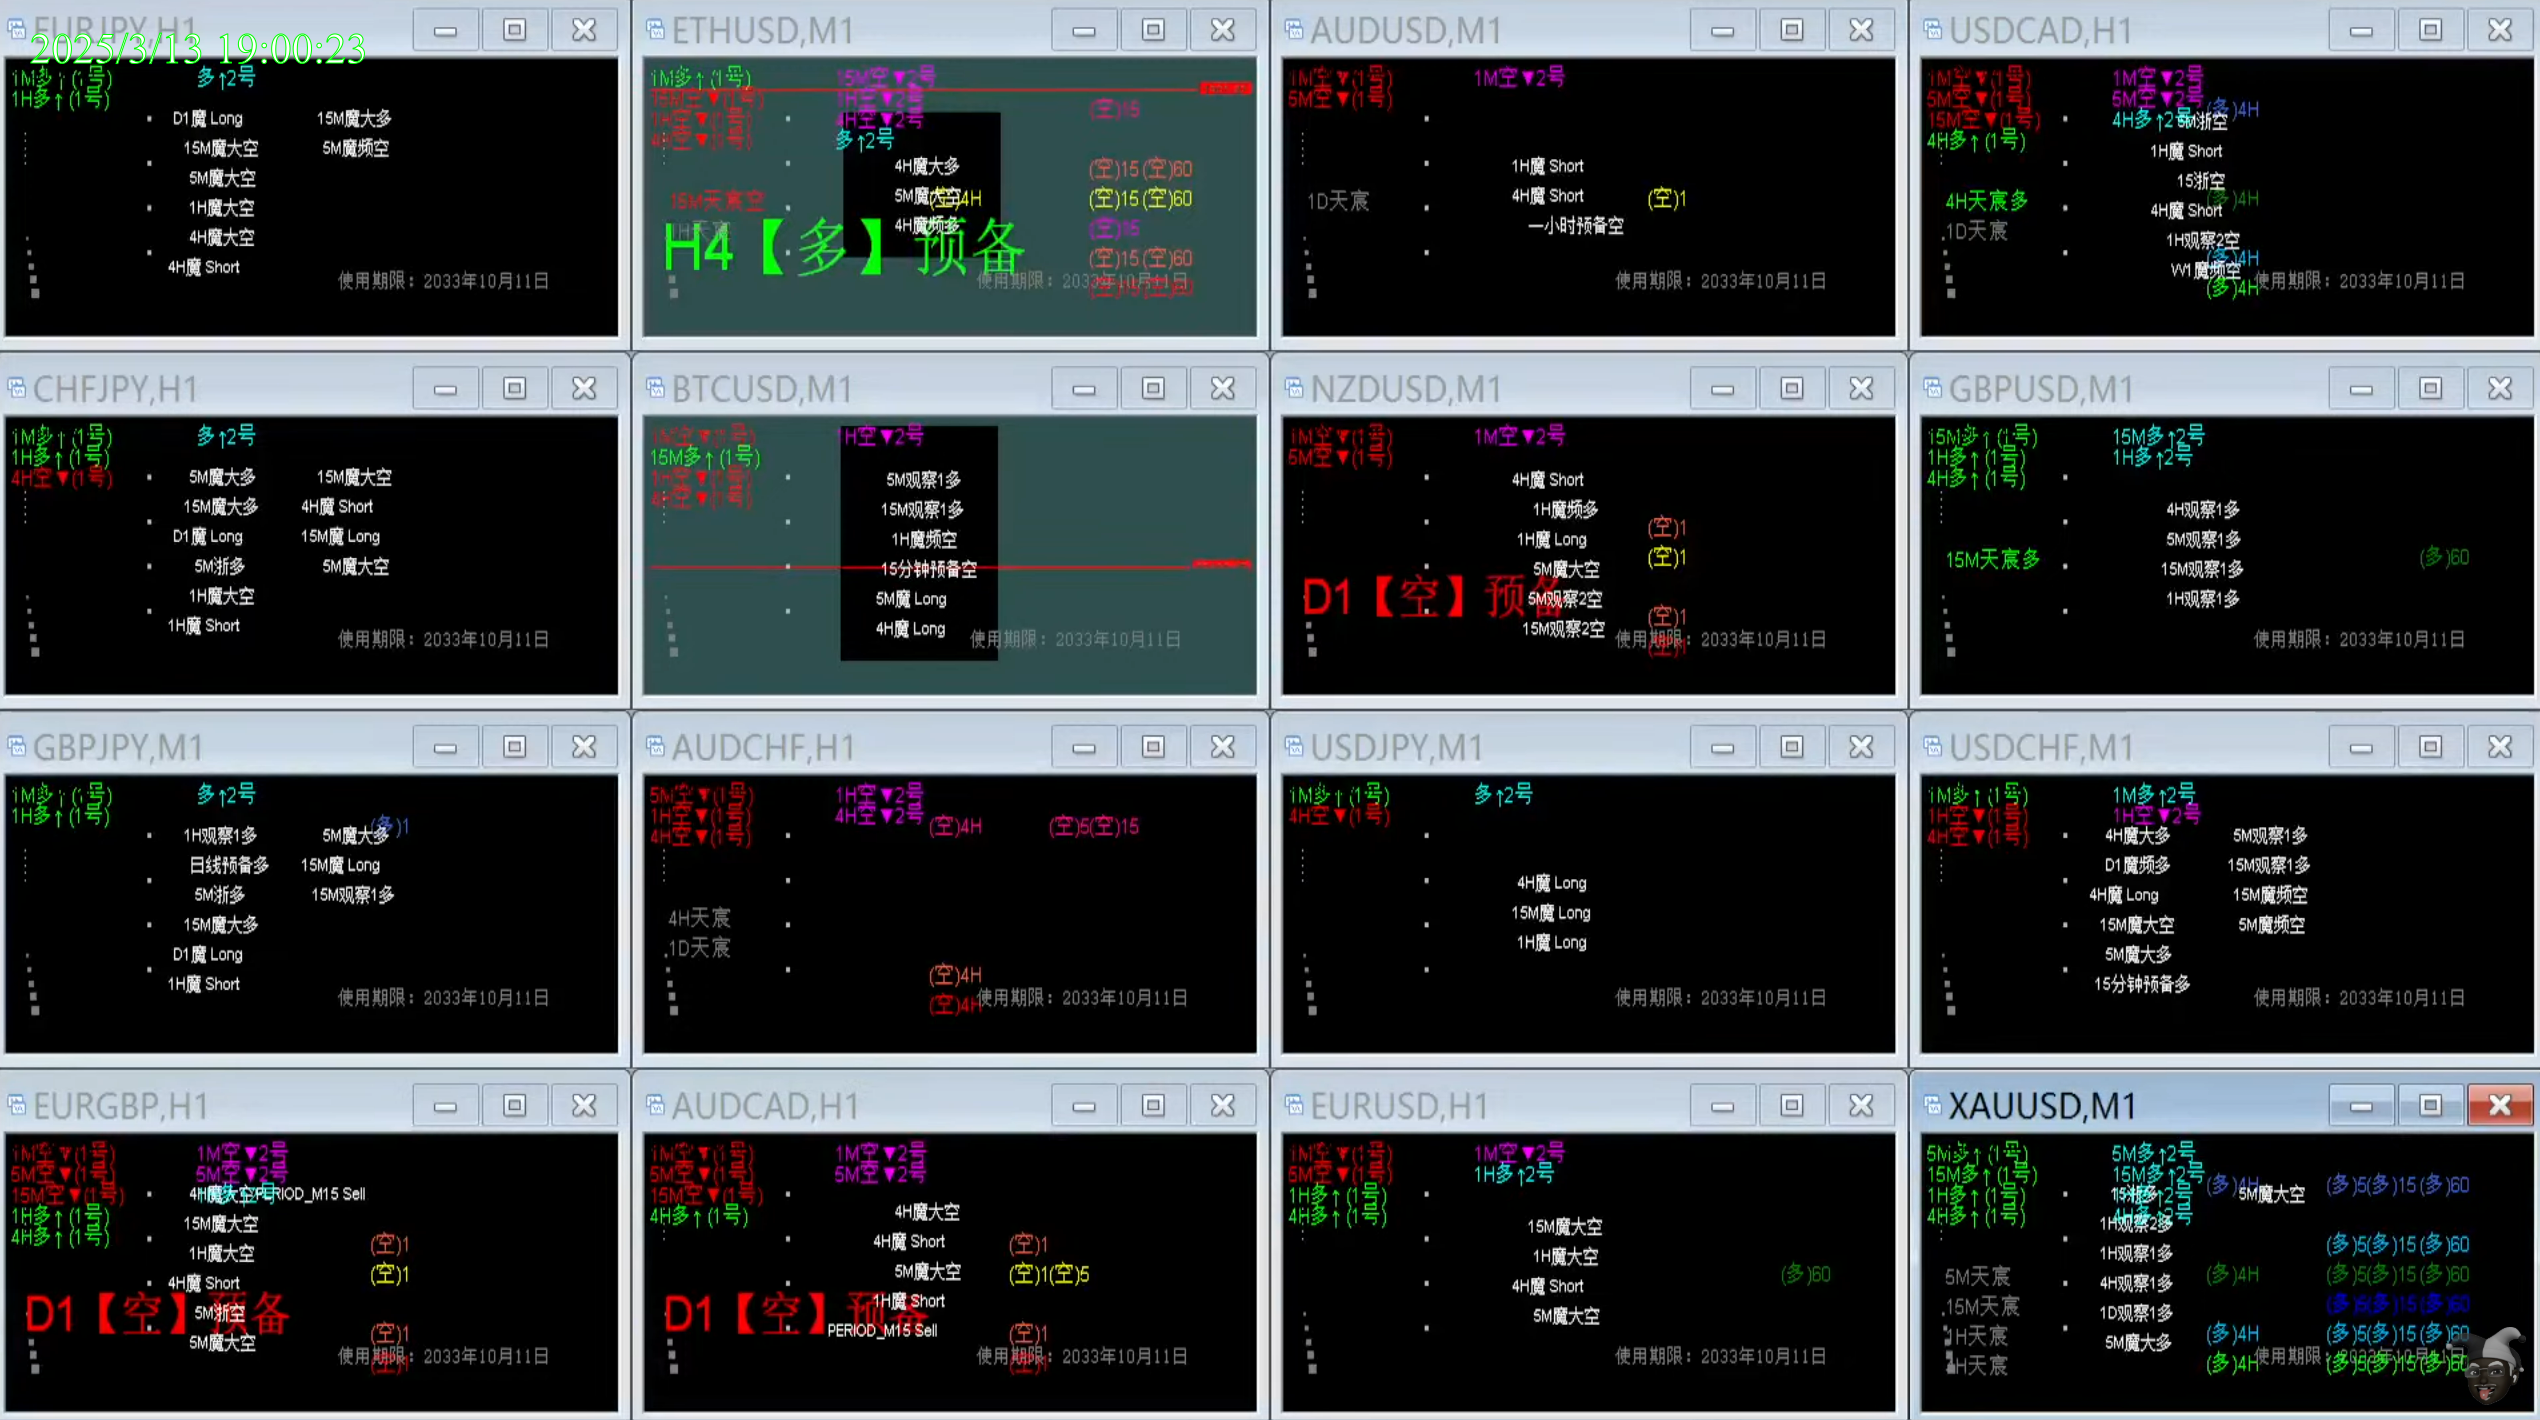 EURJPY,H1
2025/3/13 19:00:23
1M多↑(1号)
多↑2号
1H多↑(1号)
D1魔 Long
15M魔大多
15M魔大空
5M魔频空
5M魔大空
1H魔大空
4H魔大空
4H魔 Short
使用期限：2033年10月11日
ETHUSD,M1
1M多↑(1号)
15M空▼2号
15M空▼(1号)
1H空▼2号
(空)15
1H空▼(1号)
4H空▼2号
4H空▼(1号)
多↑2号
4H魔大多
(空)15(空)60
15M天宸空
5M魔大空
(空)4H
(空)15(空)60
4H魔频多
(空)15
1H天宸
H4【多】预备
(空)15(空)60
使用期限：2033年10月11日
(空)15(空)60
AUDUSD,M1
1M空▼(1号)
1M空▼2号
5M空▼(1号)
1H魔 Short
1D天宸
4H魔 Short
(空)1
一小时预备空
使用期限：2033年10月11日
USDCAD,H1
1M空▼(1号)
1M空▼2号
5M空▼(1号)
5M空▼2号
(多)4H
15M空▼(1号)
4H多↑2号
5M浙空
4H多↑(1号)
1H魔 Short
15浙空
4H天宸多
(多)4H
4H魔 Short
1D天宸
1H观察2空
(多)4H
W1魔频空
(多)4H
使用期限：2033年10月11日
CHFJPY,H1
1M多↑(1号)
多↑2号
1H多↑(1号)
4H空▼(1号)
5M魔大多
15M魔大空
15M魔大多
4H魔 Short
D1魔 Long
15M魔 Long
5M浙多
5M魔大空
1H魔大空
1H魔 Short
使用期限：2033年10月11日
BTCUSD,M1
1M空▼(1号)
1H空▼2号
15M多↑(1号)
1H空▼(1号)
4H空▼(1号)
5M观察1多
15M观察1多
1H魔频空
15分钟预备空
5M魔 Long
4H魔 Long
使用期限：2033年10月11日
NZDUSD,M1
1M空▼(1号)
1M空▼2号
5M空▼(1号)
4H魔 Short
1H魔频多
(空)1
1H魔 Long
(空)1
5M魔大空
D1【空】预备
5M观察2空
(空)1
15M观察2空
使用期限：2033年10月11日
(空)1
GBPUSD,M1
15M多↑(1号)
15M多↑2号
1H多↑(1号)
1H多↑2号
4H多↑(1号)
4H观察1多
5M观察1多
15M天宸多
(多)60
15M观察1多
1H观察1多
使用期限：2033年10月11日
GBPJPY,M1
1M多↑(1号)
多↑2号
1H多↑(1号)
(多)1
1H观察1多
5M魔大多
日线预备多
15M魔 Long
5M浙多
15M观察1多
15M魔大多
D1魔 Long
1H魔 Short
使用期限：2033年10月11日
AUDCHF,H1
5M空▼(1号)
1H空▼2号
1H空▼(1号)
4H空▼2号
(空)4H
(空)5(空)15
4H空▼(1号)
4H天宸
1D天宸
(空)4H
(空)4H
使用期限：2033年10月11日
USDJPY,M1
1M多↑(1号)
多↑2号
4H空▼(1号)
4H魔 Long
15M魔 Long
1H魔 Long
使用期限：2033年10月11日
USDCHF,M1
1M多↑(1号)
1M多↑2号
1H空▼(1号)
1H空▼2号
4H空▼(1号)
4H魔大多
5M观察1多
D1魔频多
15M观察1多
4H魔 Long
15M魔频空
15M魔大空
5M魔频空
5M魔大多
15分钟预备多
使用期限：2033年10月11日
EURGBP,H1
1M空▼(1号)
1M空▼2号
5M空▼(1号)
5M空▼2号
15M空▼(1号)
4H魔大空
PERIOD_M15 Sell
1H多↑(1号)
15M魔大空
4H多↑(1号)
(空)1
1H魔大空
(空)1
4H魔 Short
D1【空】预备
5M浙空
(空)1
5M魔大空
使用期限：2033年10月11日
(空)1
AUDCAD,H1
1M空▼(1号)
1M空▼2号
5M空▼(1号)
5M空▼2号
15M空▼(1号)
4H多↑(1号)
4H魔大空
4H魔 Short
(空)1
5M魔大空
(空)1(空)5
1H魔 Short
D1【空】预备
PERIOD_M15 Sell
(空)1
使用期限：2033年10月11日
(空)1
EURUSD,H1
1M空▼(1号)
1M空▼2号
5M空▼(1号)
1H多↑2号
1H多↑(1号)
4H多↑(1号)
15M魔大空
1H魔大空
(多)60
4H魔 Short
5M魔大空
使用期限：2033年10月11日
XAUUSD,M1
5M多↑(1号)
5M多↑2号
15M多↑(1号)
15M多↑2号
(多)4H
(多)5(多)15(多)60
1H多↑(1号)
5M魔大空
4H多↑(1号)
4H多↑2号
1H观察2多
1H观察1多
(多)5(多)15(多)60
5M天宸
4H观察1多
(多)4H
(多)5(多)15(多)60
15M天宸
1D观察1多
(多)5(多)15(多)60
1H天宸
5M魔大多
(多)4H
(多)5(多)15(多)60
4H天宸
(多)4H
使用期限
(多)5(多)15(多)60